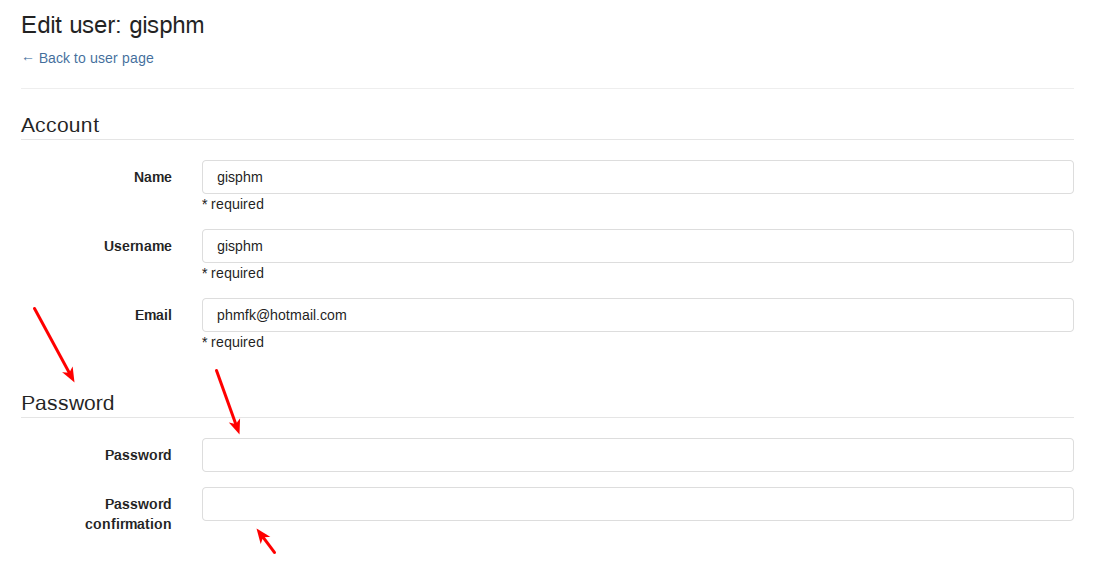 Edit user: gisphm
← Back to user page
Account
Name
gisphm
* required
Username
gisphm
* required
Email
phmfk@hotmail.com
* required
Password
Password
Password
confirmation